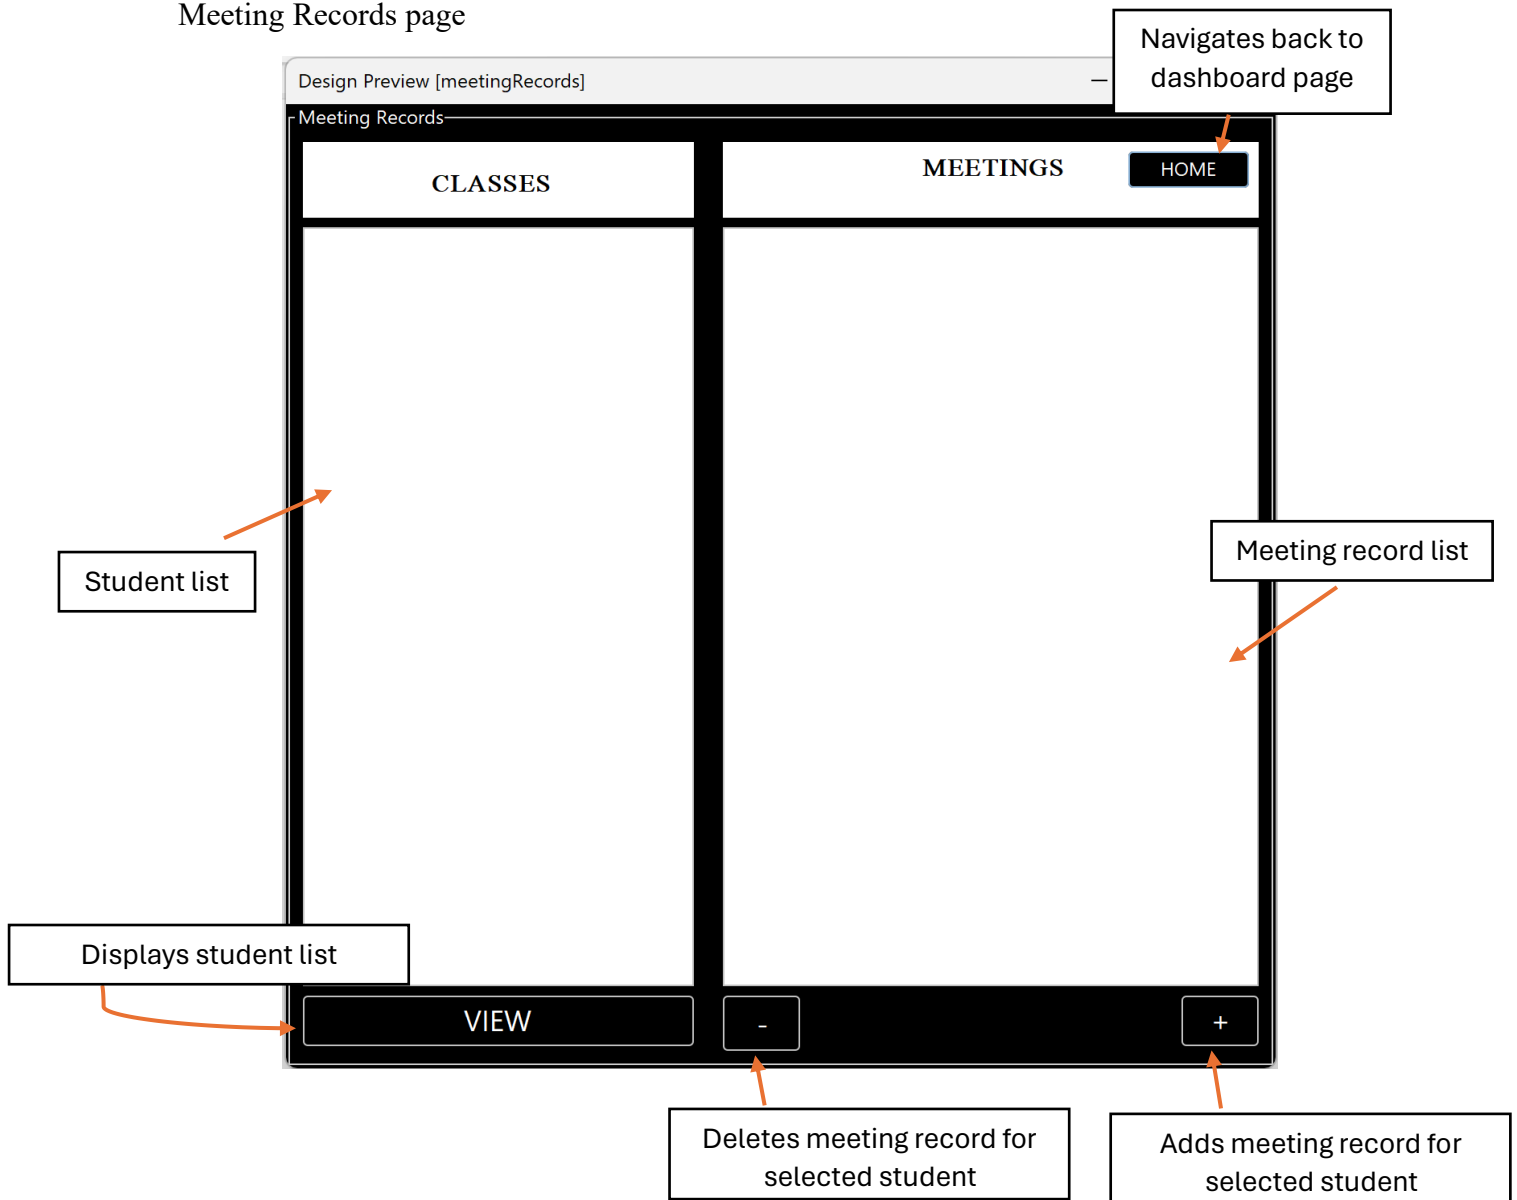 Meeting Records page
Navigates back to
dashboard page
Design Preview [meetingRecords]
Meeting Records
CLASSES
MEETINGS
HOME
Student list
Meeting record list
Displays student list
VIEW
-
+
Deletes meeting record for
selected student
Adds meeting record for
selected student